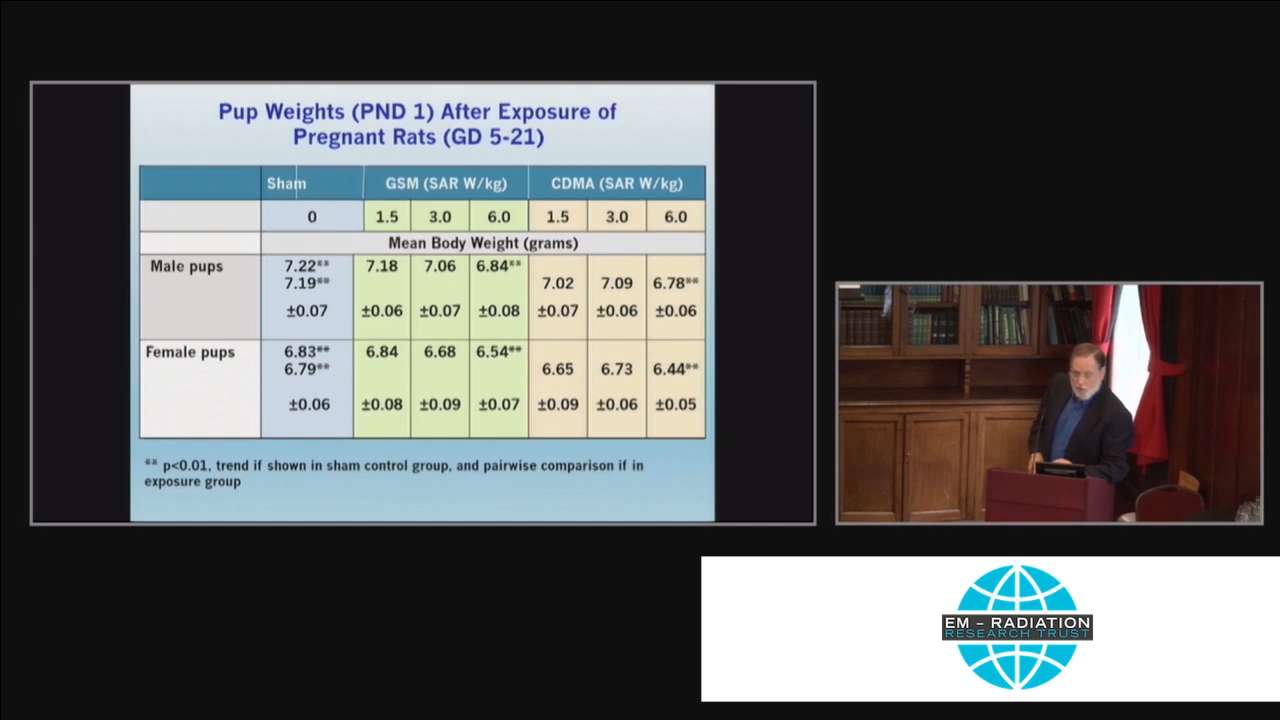 Pup Weights (PND 1) After Exposure of
Pregnant Rats (GD 5-21)
Sham GSM (SAR W/kg) CDMA (SAR W/kg)
0 1.5 3.0 6.0 1.5 3.0 6.0
Mean Body Weight (grams)
Male pups 7.22** 7.18 7.06 6.84**
7.19** 7.02 7.09 6.78**
±0.07 ±0.06 ±0.07 ±0.08 ±0.07 ±0.06 ±0.06
Female pups 6.83** 6.84 6.68 6.54**
6.79** 6.65 6.73 6.44**
±0.06 ±0.08 ±0.09 ±0.07 ±0.09 ±0.06 ±0.05
** p<0.01, trend if shown in sham control group, and pairwise comparison if in
exposure group
EM – RADIATION
RESEARCH TRUST